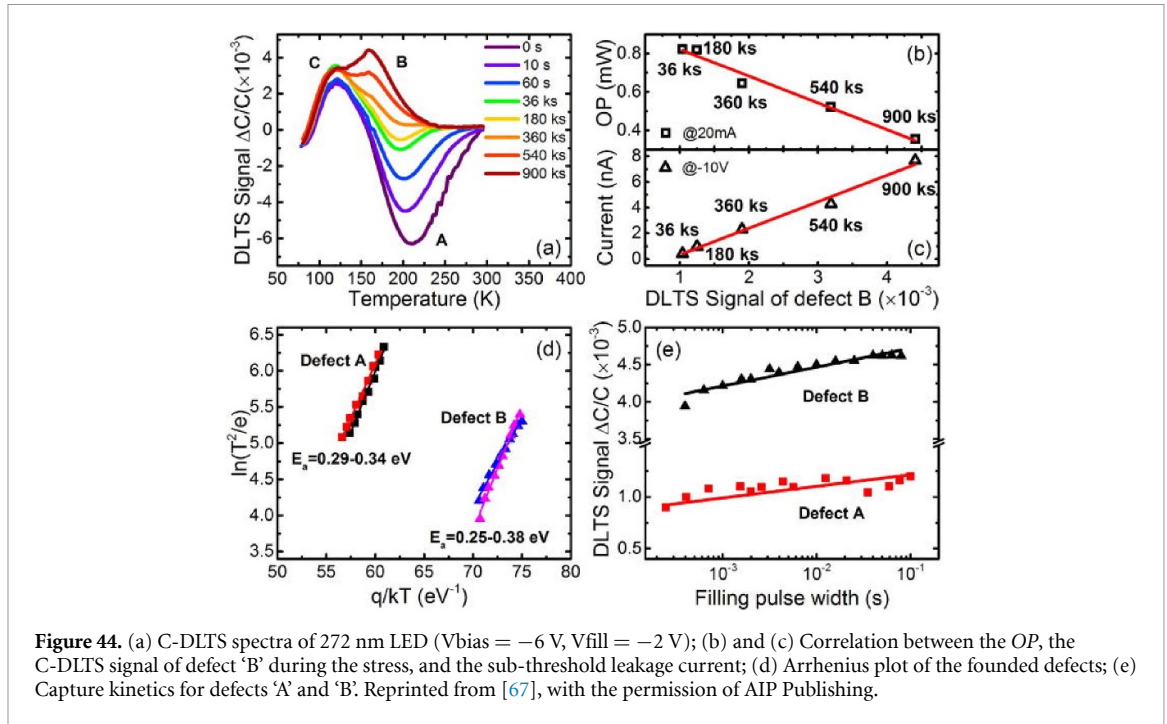 DLTS Signal ΔC/C(×10⁻³)
4
2
0
-2
-4
-6
C
B
A
0 s
10 s
60 s
36 ks
180 ks
360 ks
540 ks
900 ks
(a)
50 100 150 200 250 300 350 400
Temperature (K)
OP (mW)
0.8
0.6
0.4
180 ks
(b)
36 ks
540 ks
360 ks
900 ks
@20mA
Current (nA)
8
6
4
2
0
@-10V
900 ks
360 ks
36 ks
540 ks
180 ks
(c)
1 2 3 4
DLTS Signal of defect B (×10⁻³)
ln(T²/e)
6.5
6.0
5.5
5.0
4.5
4.0
3.5
(d)
Defect A
Defect B
Eₐ=0.29-0.34 eV
Eₐ=0.25-0.38 eV
50 55 60 65 70 75 80
q/kT (eV⁻¹)
DLTS Signal ΔC/C (×10⁻³)
5.0
4.5
4.0
3.5
1.0
0.5
(e)
Defect B
Defect A
10⁻³ 10⁻² 10⁻¹
Filling pulse width (s)
Figure 44. (a) C-DLTS spectra of 272 nm LED (Vbias = −6 V, Vfill = −2 V); (b) and (c) Correlation between the OP, the
C-DLTS signal of defect ‘B’ during the stress, and the sub-threshold leakage current; (d) Arrhenius plot of the founded defects; (e)
Capture kinetics for defects ‘A’ and ‘B’. Reprinted from [67], with the permission of AIP Publishing.